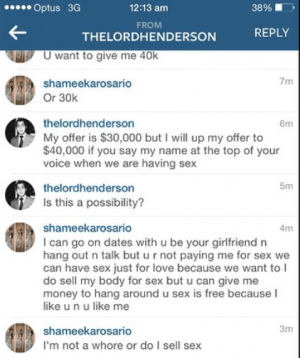 Optus 3G 12:13 am 38%
FROM
THELORDHENDERSON REPLY
U want to give me 40k
shameekarosario 7m
Or 30k
thelordhenderson 6m
My offer is $30,000 but I will up my offer to
$40,000 if you say my name at the top of your
voice when we are having sex
thelordhenderson 5m
Is this a possibility?
shameekarosario 4m
I can go on dates with u be your girlfriend n
hang out n talk but u r not paying me for sex we
can have sex just for love because we want to I
do sell my body for sex but u can give me
money to hang around u sex is free because I
like u n u like me
shameekarosario 3m
I'm not a whore or do I sell sex